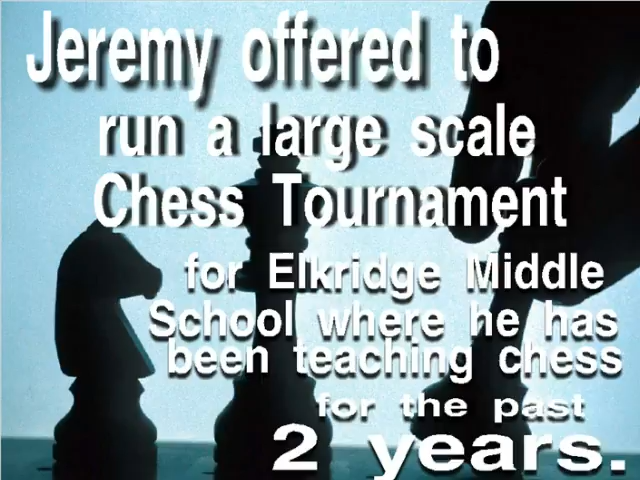 Jeremy offered to
run a large scale
Chess Tournament
for Elkridge Middle
School where he has
been teaching chess
for the past
2 years.